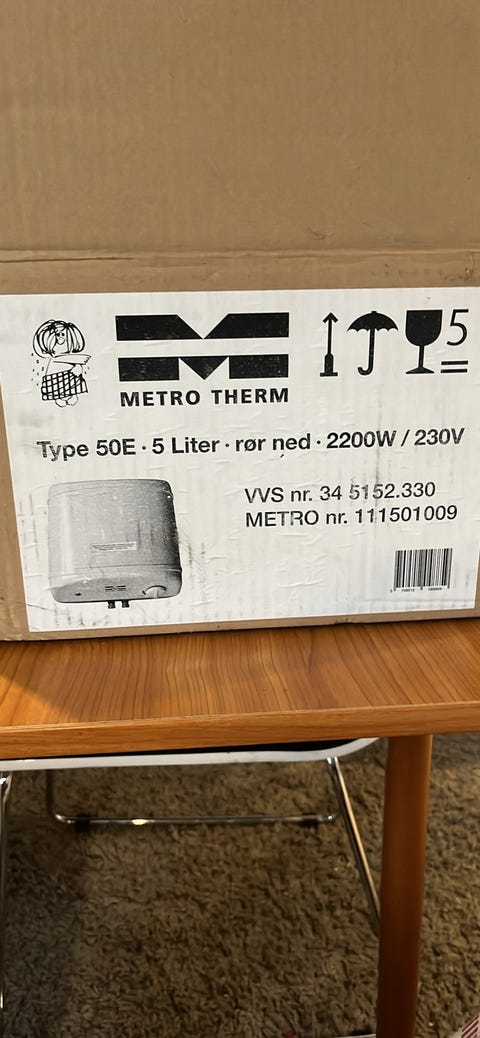 5
METRO THERM
Type 50E · 5 Liter · rør ned · 2200W / 230V
VVS nr. 34 5152.330
METRO nr. 111501009